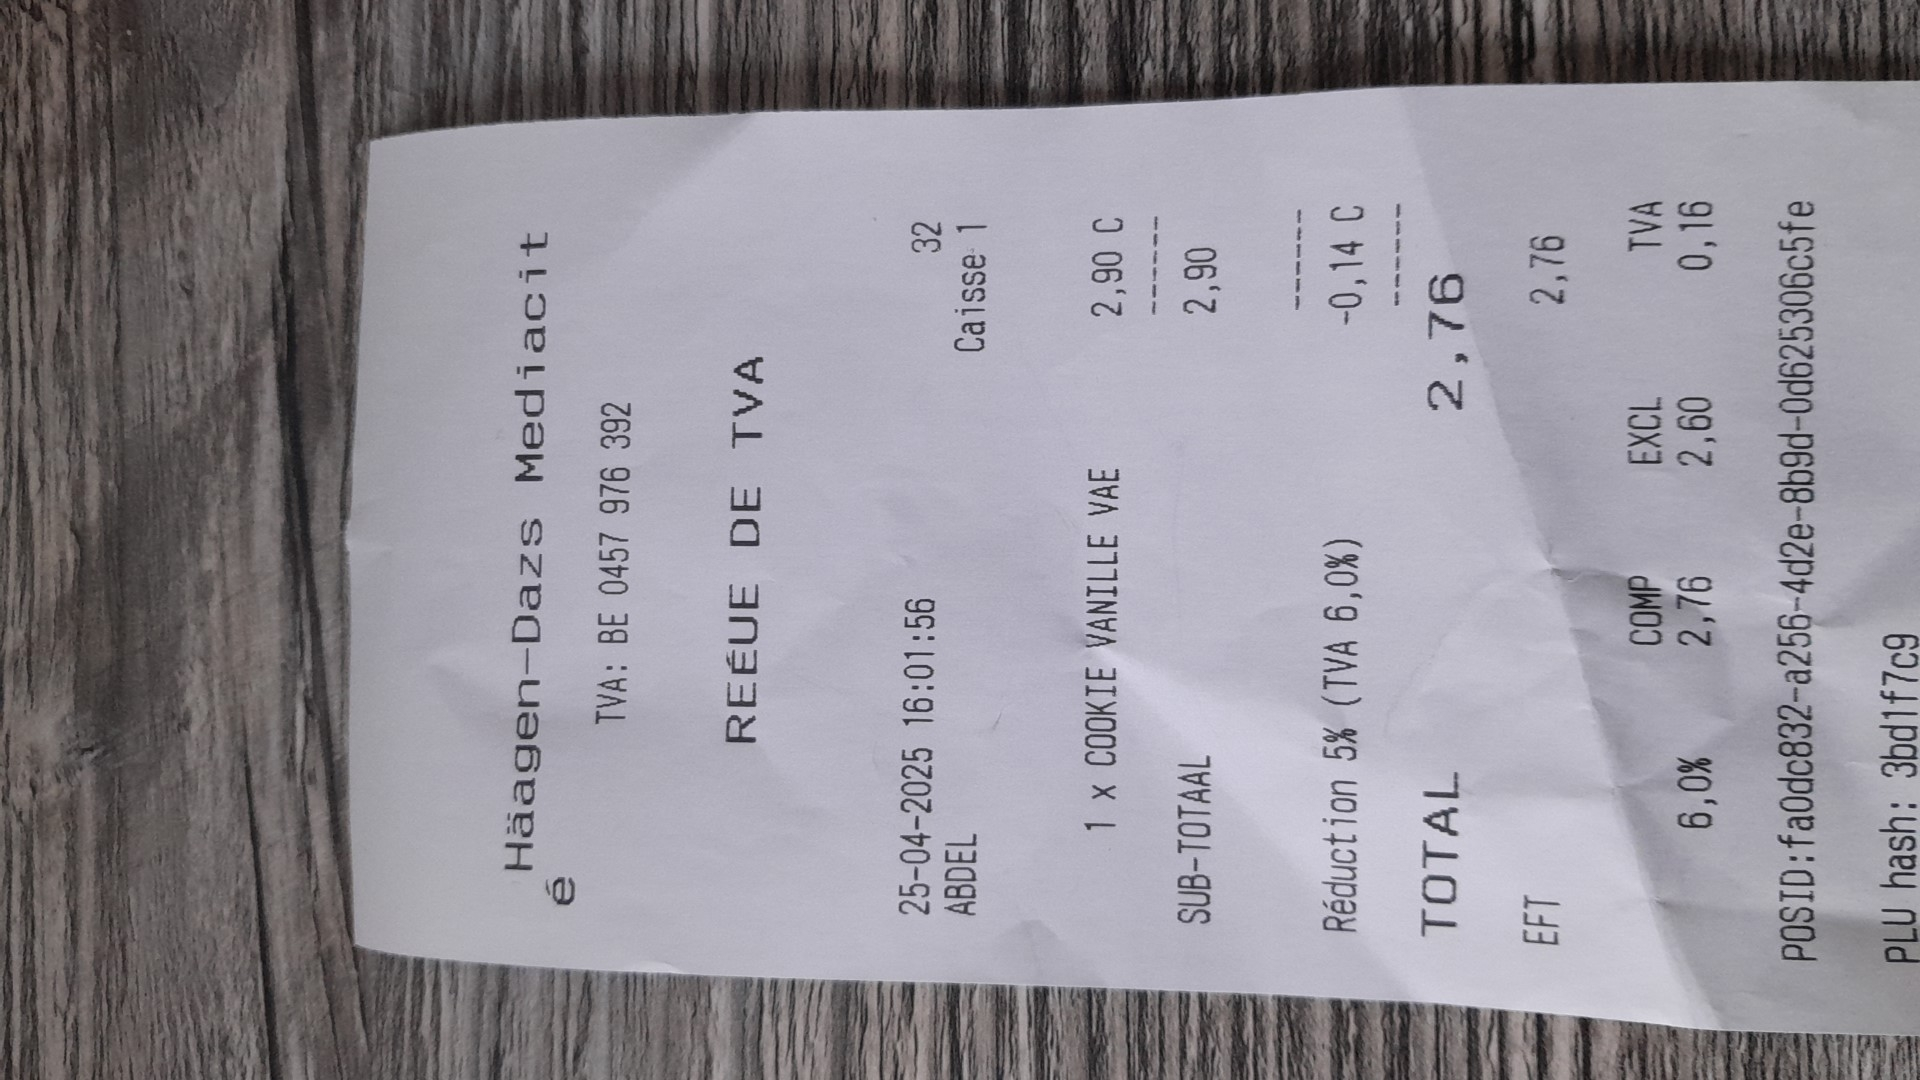 Häagen-Dazs Mediacit
é
TVA: BE 0457 976 392
REÉUE DE TVA
25-04-2025 16:01:56 32
ABDEL Caisse 1
1 x COOKIE VANILLE VAE 2,90 C
-------
SUB-TOTAAL 2,90
-------
Réduction 5% (TVA 6,0%) -0,14 C
-------
TOTAL 2,76
EFT 2,76
COMP EXCL TVA
6,0% 2,76 2,60 0,16
POSID:fa0dc832-a256-4d2e-8b9d-0d625306c5fe
PLU hash: 3bd1f7c9